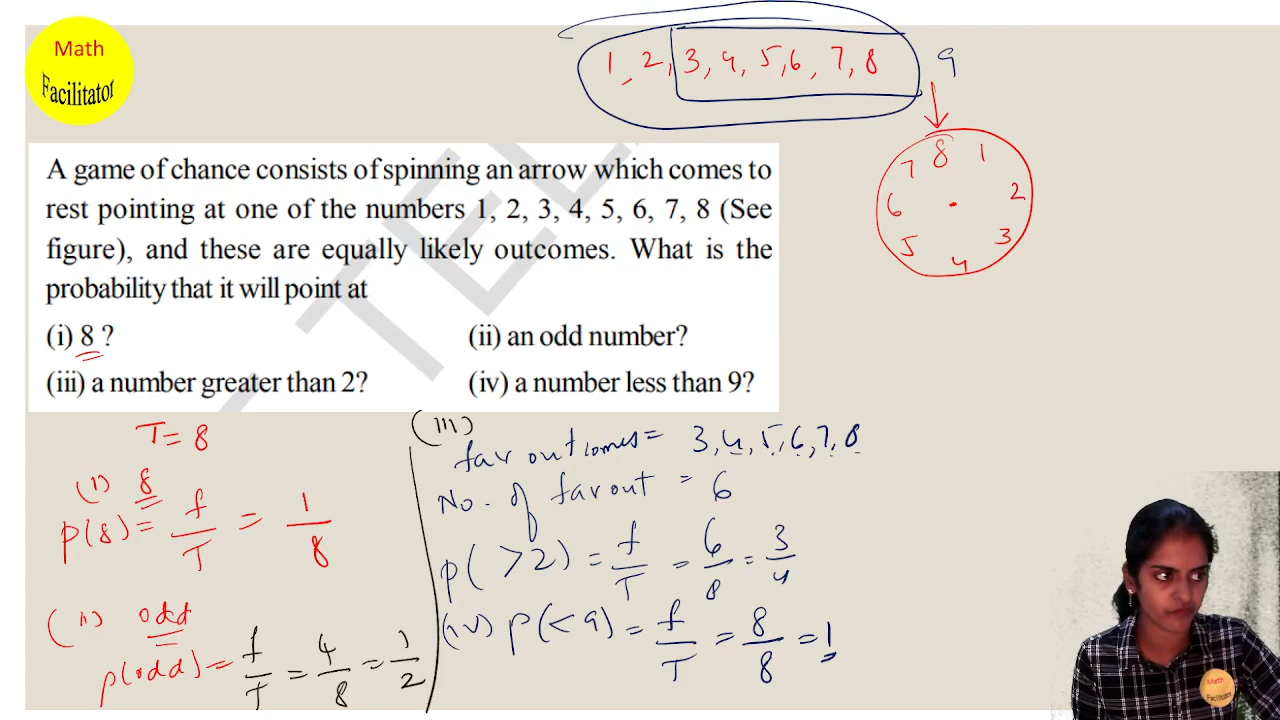 Math
Facilitator
1, 2, 3, 4, 5, 6, 7, 8 9
7 8 1
6 2
5 3
4
A game of chance consists of spinning an arrow which comes to
rest pointing at one of the numbers 1, 2, 3, 4, 5, 6, 7, 8 (See
figure), and these are equally likely outcomes. What is the
probability that it will point at
(i) 8 ? (ii) an odd number?
(iii) a number greater than 2? (iv) a number less than 9?
T = 8
(i) 8
P(8) = f/T = 1/8
(ii) odd
P(odd) = f/T = 4/8 = 1/2
(iii)
fav outcomes = 3, 4, 5, 6, 7, 8
No. of fav out = 6
P( >2) = f/T = 6/8 = 3/4
(iv) P(< 9) = f/T = 8/8 = 1
Math
Facilitator